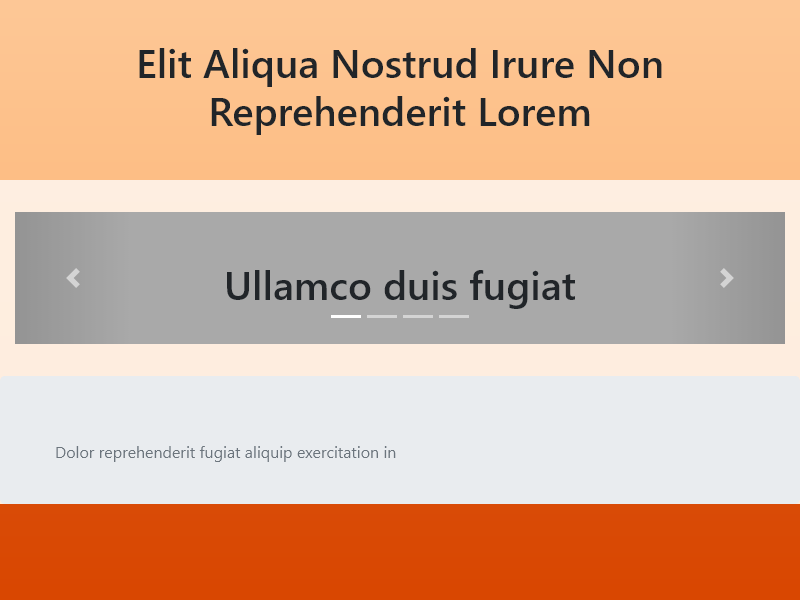 Elit Aliqua Nostrud Irure Non
Reprehenderit Lorem
Ullamco duis fugiat
Dolor reprehenderit fugiat aliquip exercitation in